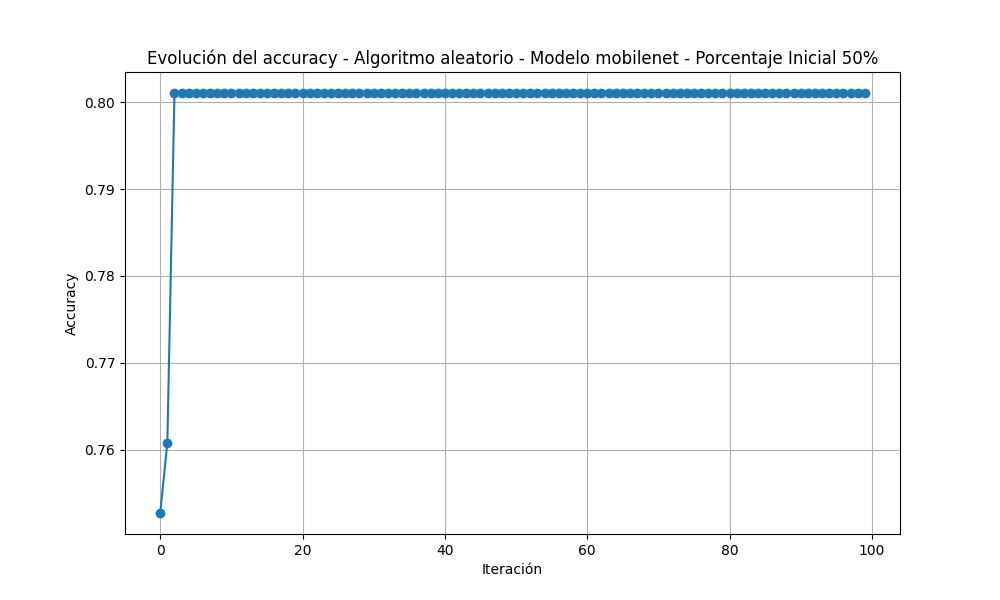 Evolución del accuracy - Algoritmo aleatorio - Modelo mobilenet - Porcentaje Inicial 50%
0.80
0.79
0.78
0.77
0.76
Accuracy
0 20 40 60 80 100
Iteración